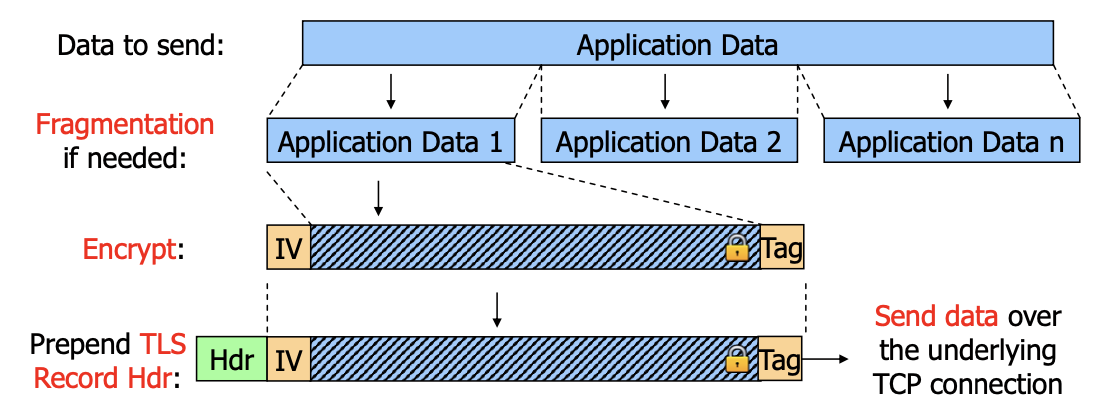 Data to send:
Application Data
Fragmentation
if needed:
Application Data 1
Application Data 2
Application Data n
Encrypt:
IV
Tag
Prepend TLS
Record Hdr:
Hdr
IV
Tag
Send data over
the underlying
TCP connection